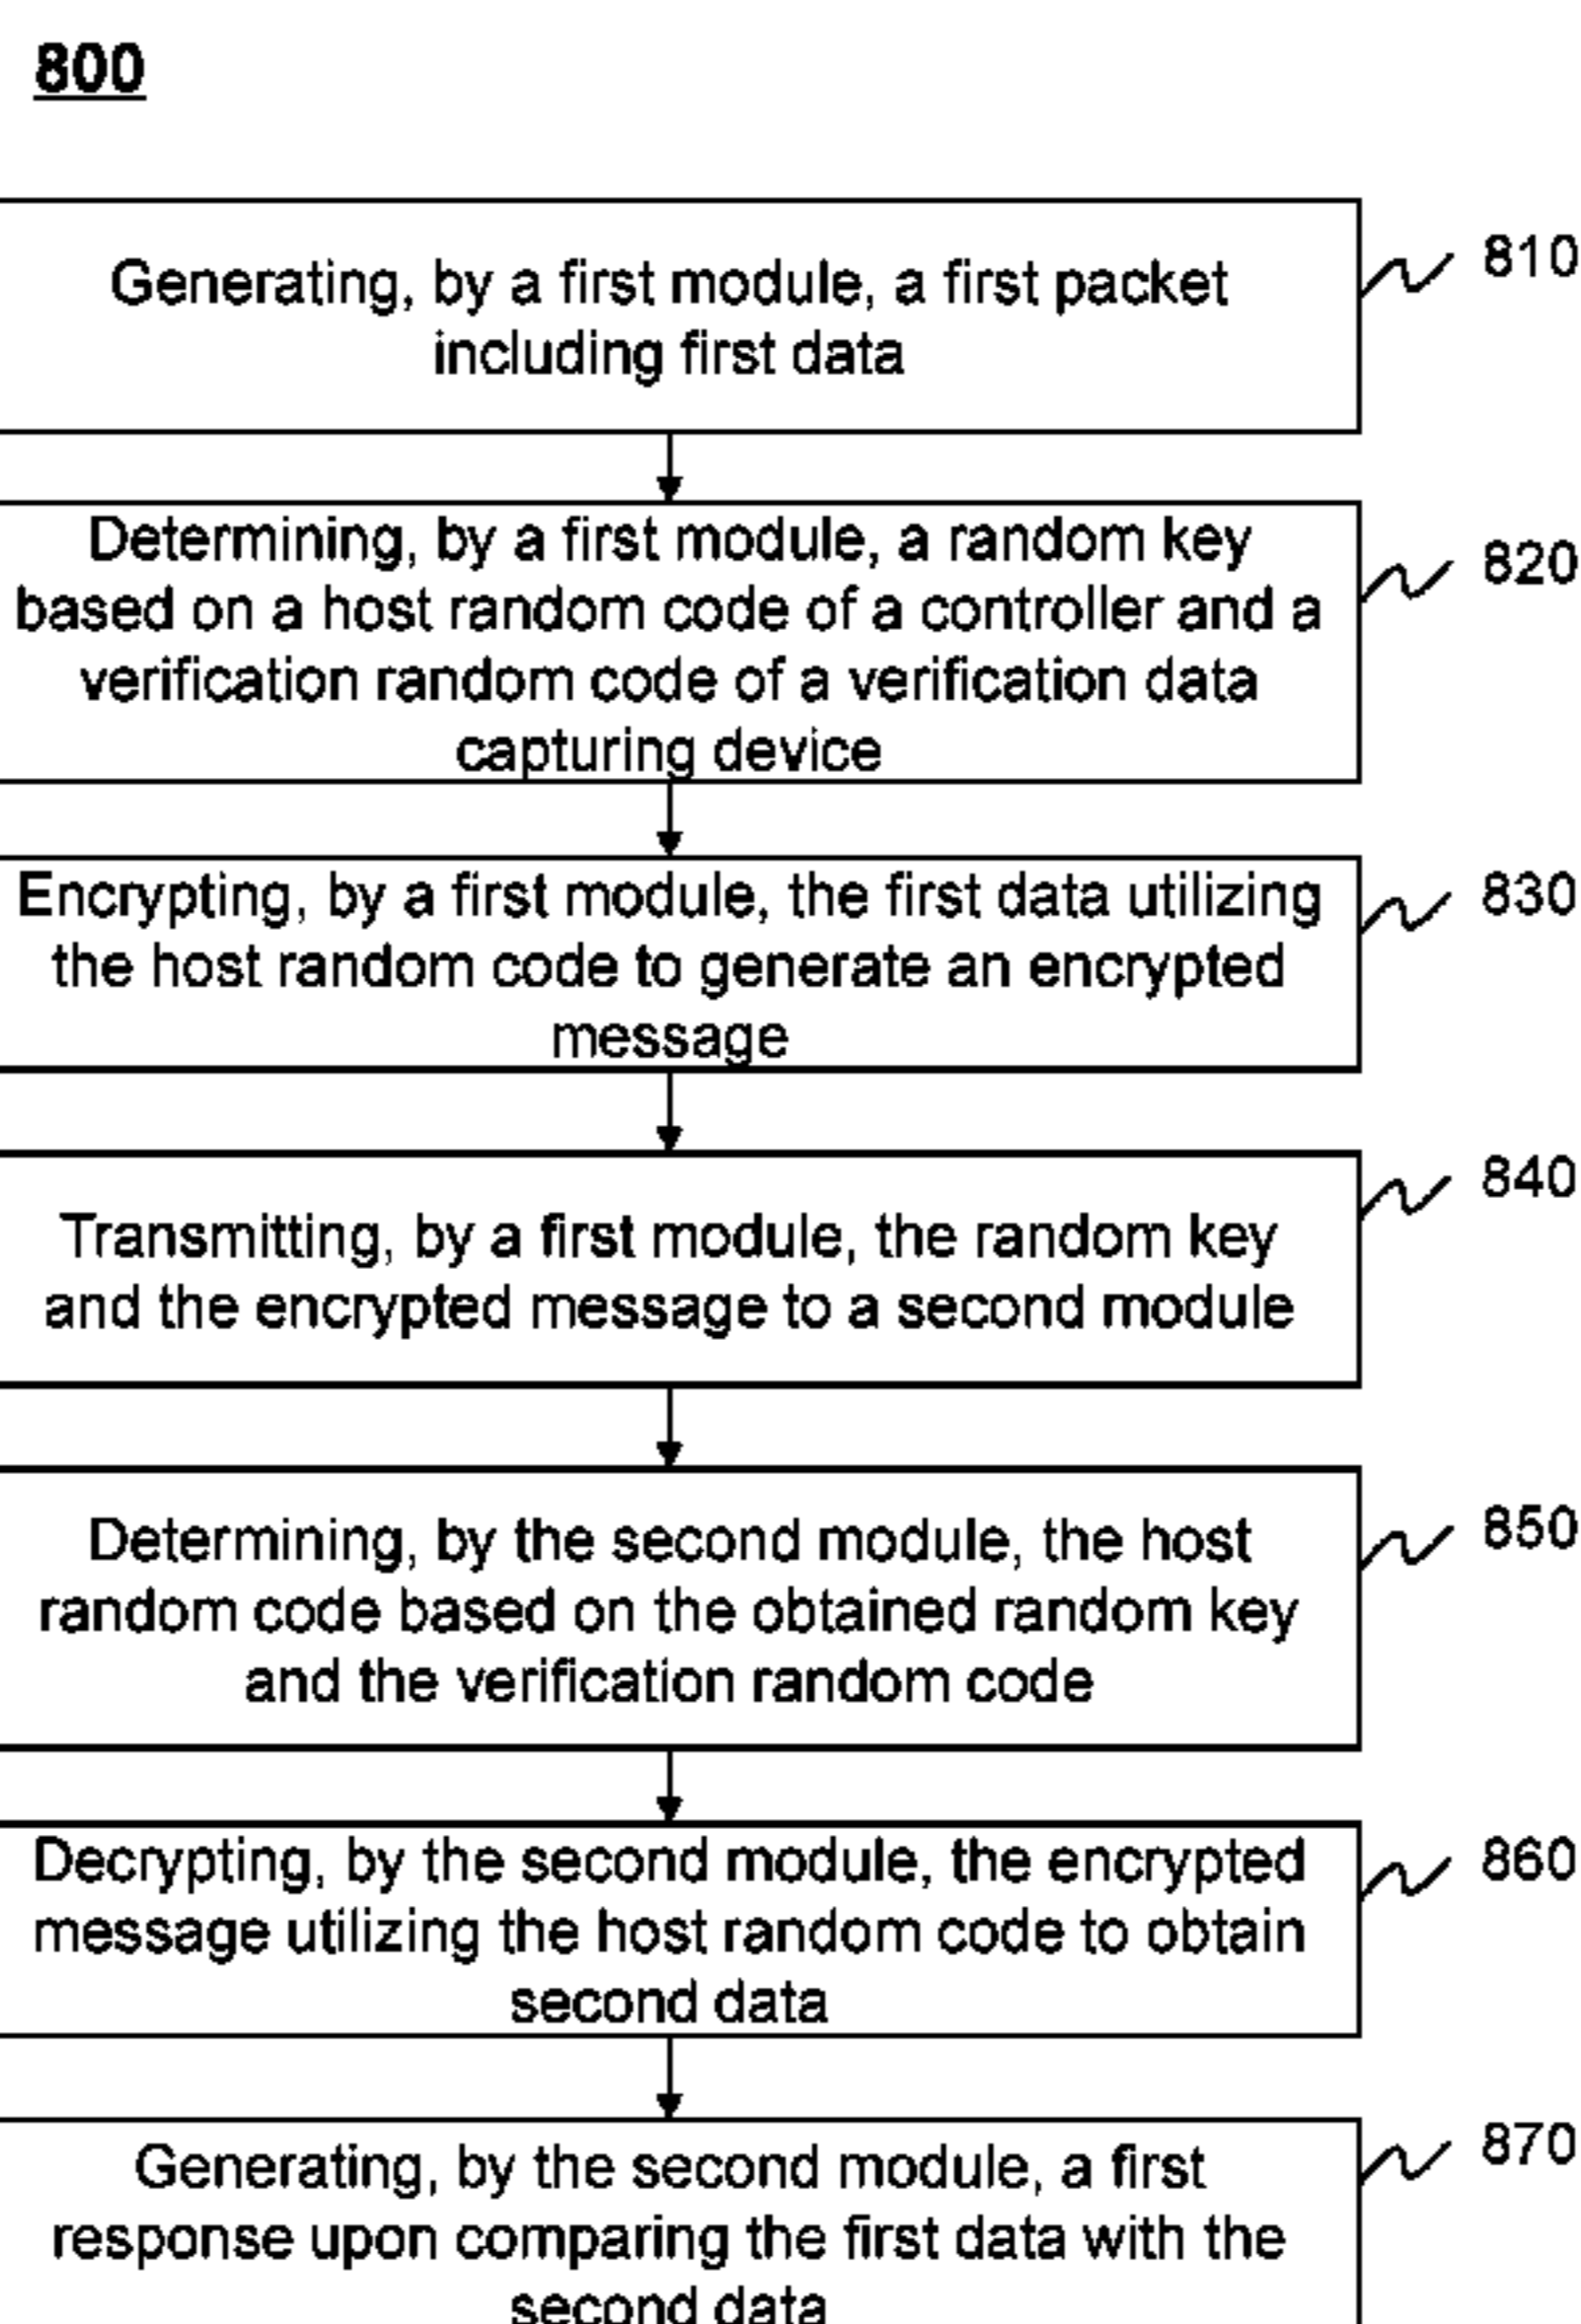 800
Generating, by a first module, a first packet
including first data
810
Determining, by a first module, a random key
based on a host random code of a controller and a
verification random code of a verification data
capturing device
820
Encrypting, by a first module, the first data utilizing
the host random code to generate an encrypted
message
830
Transmitting, by a first module, the random key
and the encrypted message to a second module
840
Determining, by the second module, the host
random code based on the obtained random key
and the verification random code
850
Decrypting, by the second module, the encrypted
message utilizing the host random code to obtain
second data
860
Generating, by the second module, a first
response upon comparing the first data with the
second data
870